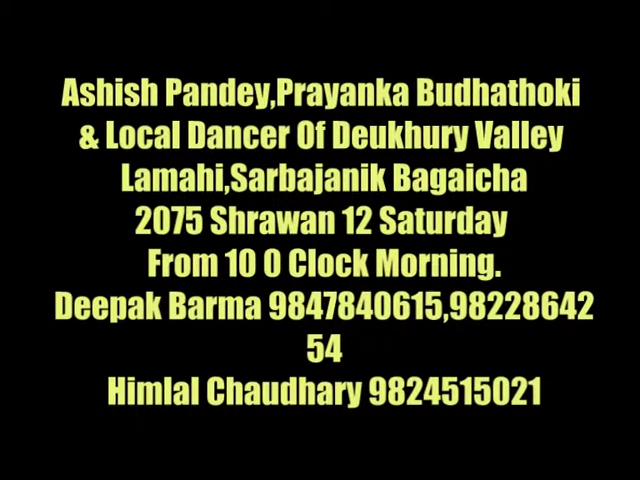 Ashish Pandey,Prayanka Budhathoki
& Local Dancer Of Deukhury Valley
Lamahi,Sarbajanik Bagaicha
2075 Shrawan 12 Saturday
From 10 O Clock Morning.
Deepak Barma 9847840615,98228642
54
Himlal Chaudhary 9824515021